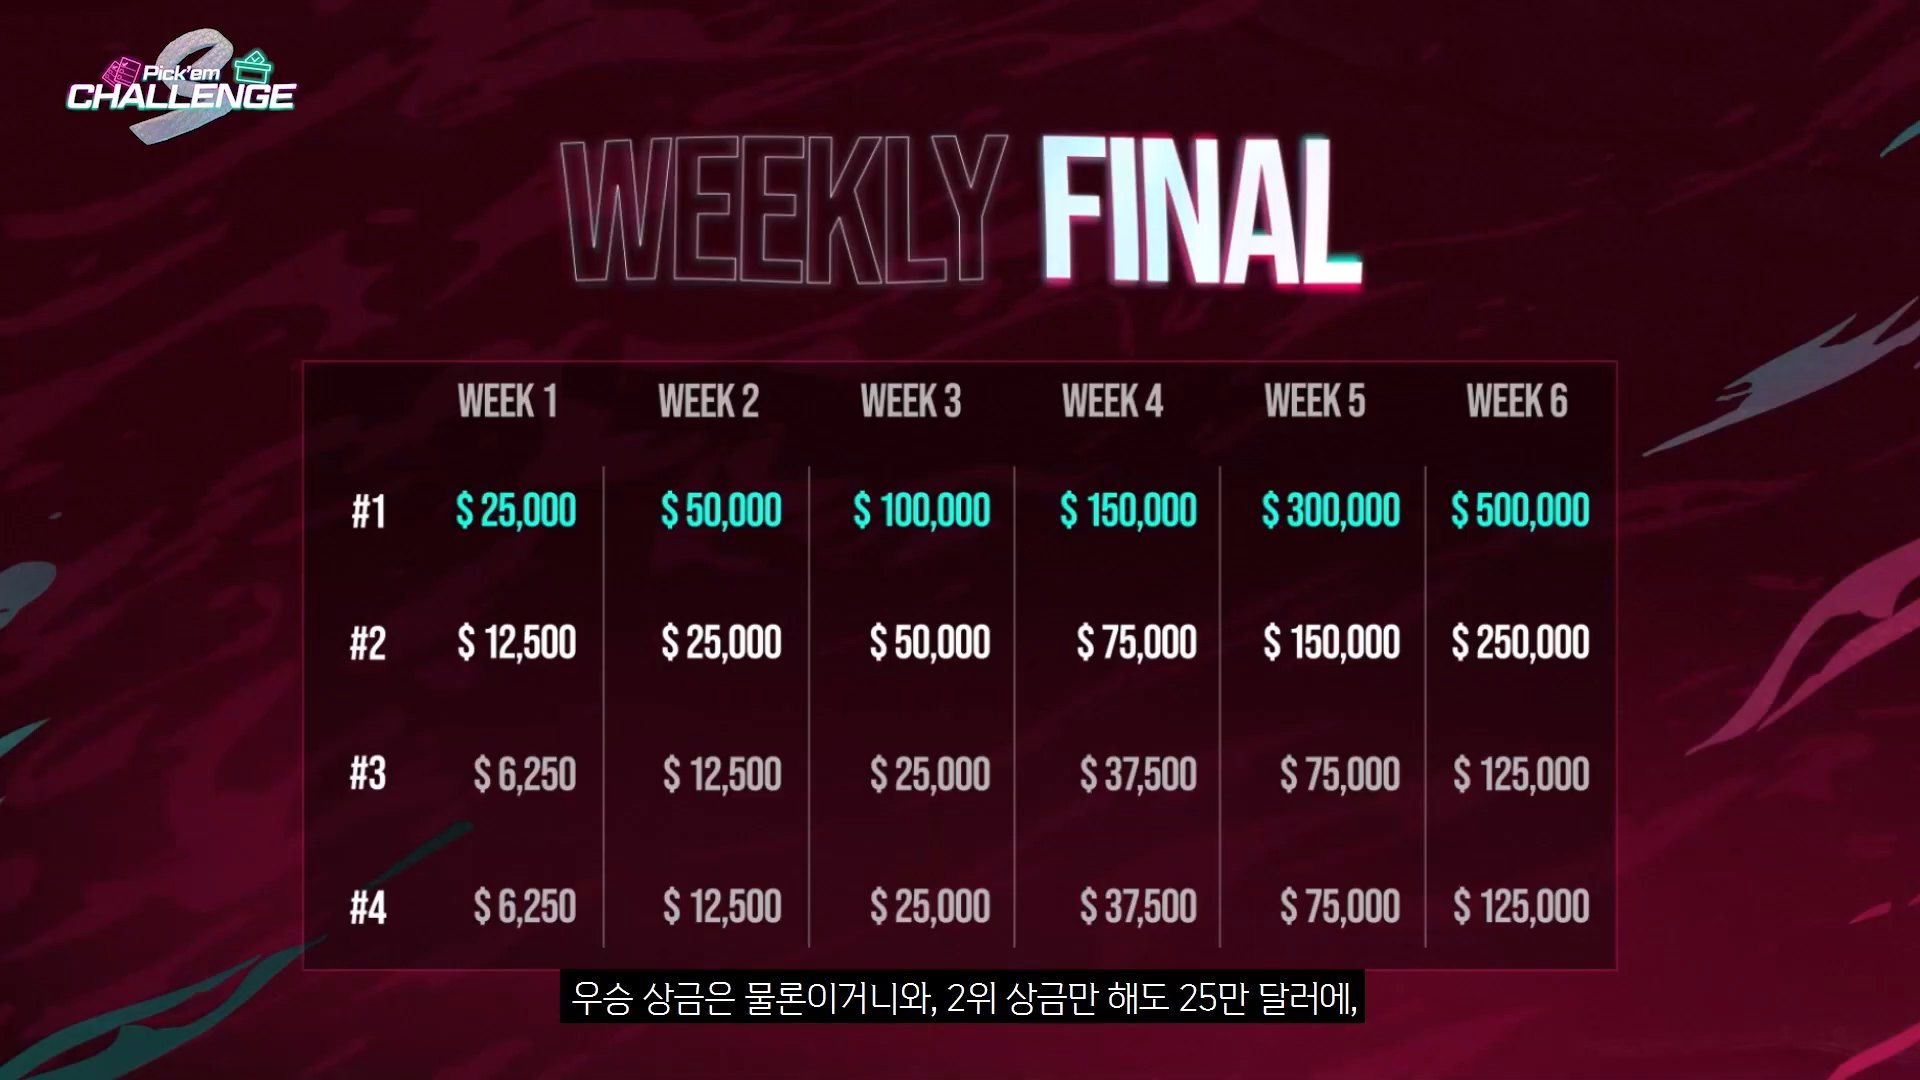 Pick'em
CHALLENGE
WEEKLY FINAL
WEEK 1 WEEK 2 WEEK 3 WEEK 4 WEEK 5 WEEK 6
#1 $ 25,000 $ 50,000 $ 100,000 $ 150,000 $ 300,000 $ 500,000
#2 $ 12,500 $ 25,000 $ 50,000 $ 75,000 $ 150,000 $ 250,000
#3 $ 6,250 $ 12,500 $ 25,000 $ 37,500 $ 75,000 $ 125,000
#4 $ 6,250 $ 12,500 $ 25,000 $ 37,500 $ 75,000 $ 125,000
우승 상금은 물론이거니와, 2위 상금만 해도 25만 달러에,